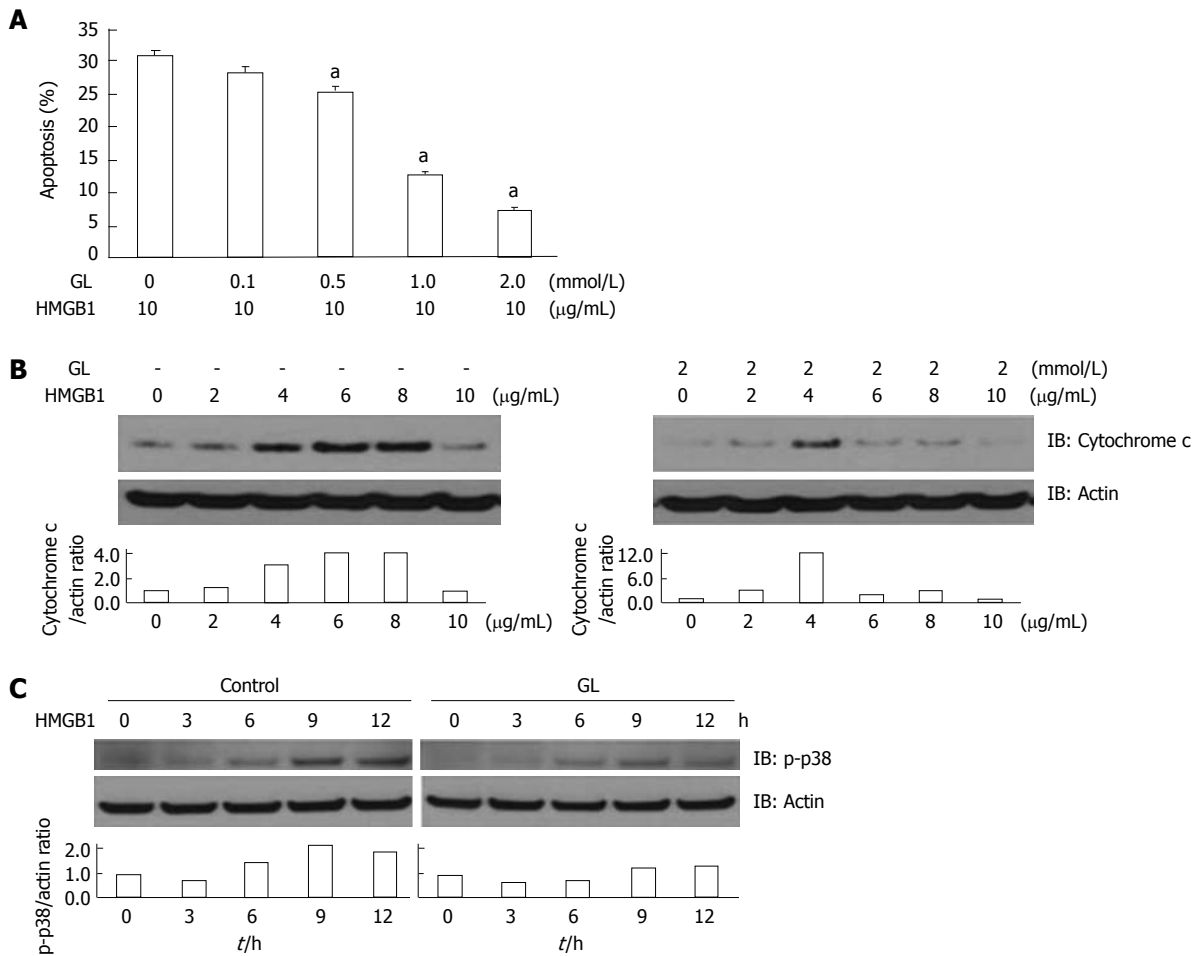 A
Apoptosis (%)
35
30
25
20
15
10
5
0
a
a
a
GL 0 0.1 0.5 1.0 2.0 (mmol/L)
HMGB1 10 10 10 10 10 (μg/mL)
B
GL - - - - - -
HMGB1 0 2 4 6 8 10 (μg/mL)
2 2 2 2 2 2 (mmol/L)
0 2 4 6 8 10 (μg/mL)
IB: Cytochrome c
IB: Actin
Cytochrome c
/actin ratio
4.0
2.0
0.0
0 2 4 6 8 10 (μg/mL)
Cytochrome c
/actin ratio
12.0
6.0
0.0
0 2 4 6 8 10 (μg/mL)
C
Control GL
HMGB1 0 3 6 9 12 0 3 6 9 12 h
IB: p-p38
IB: Actin
p-p38/actin ratio
2.0
1.0
0.0
0 3 6 9 12 0 3 6 9 12
t/h t/h